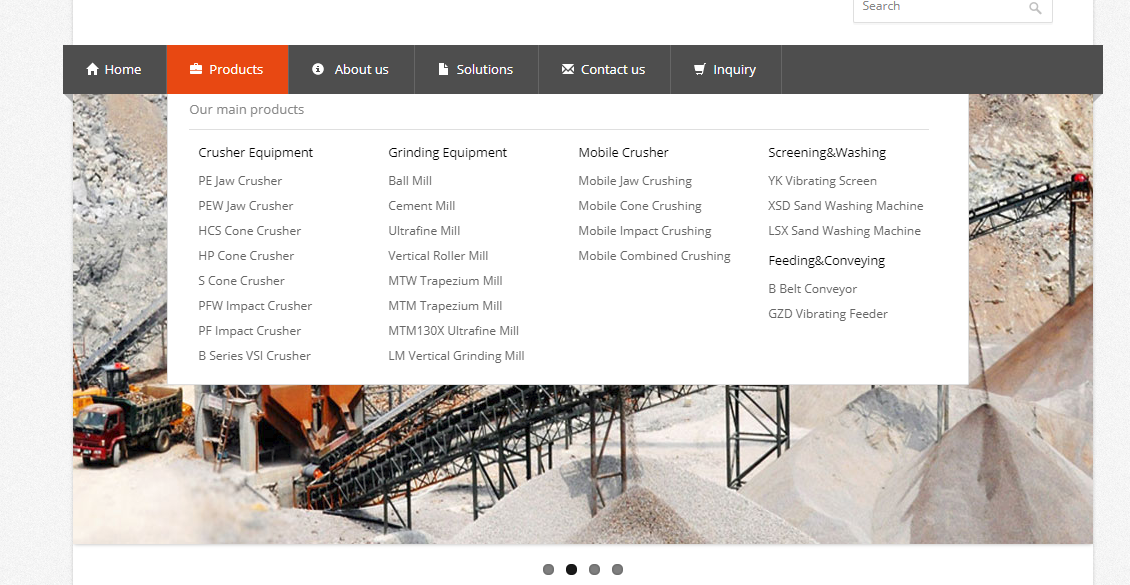 Search
Home
Products
About us
Solutions
Contact us
Inquiry
Our main products
Crusher Equipment
PE Jaw Crusher
PEW Jaw Crusher
HCS Cone Crusher
HP Cone Crusher
S Cone Crusher
PFW Impact Crusher
PF Impact Crusher
B Series VSI Crusher
Grinding Equipment
Ball Mill
Cement Mill
Ultrafine Mill
Vertical Roller Mill
MTW Trapezium Mill
MTM Trapezium Mill
MTM130X Ultrafine Mill
LM Vertical Grinding Mill
Mobile Crusher
Mobile Jaw Crushing
Mobile Cone Crushing
Mobile Impact Crushing
Mobile Combined Crushing
Screening&Washing
YK Vibrating Screen
XSD Sand Washing Machine
LSX Sand Washing Machine
Feeding&Conveying
B Belt Conveyor
GZD Vibrating Feeder